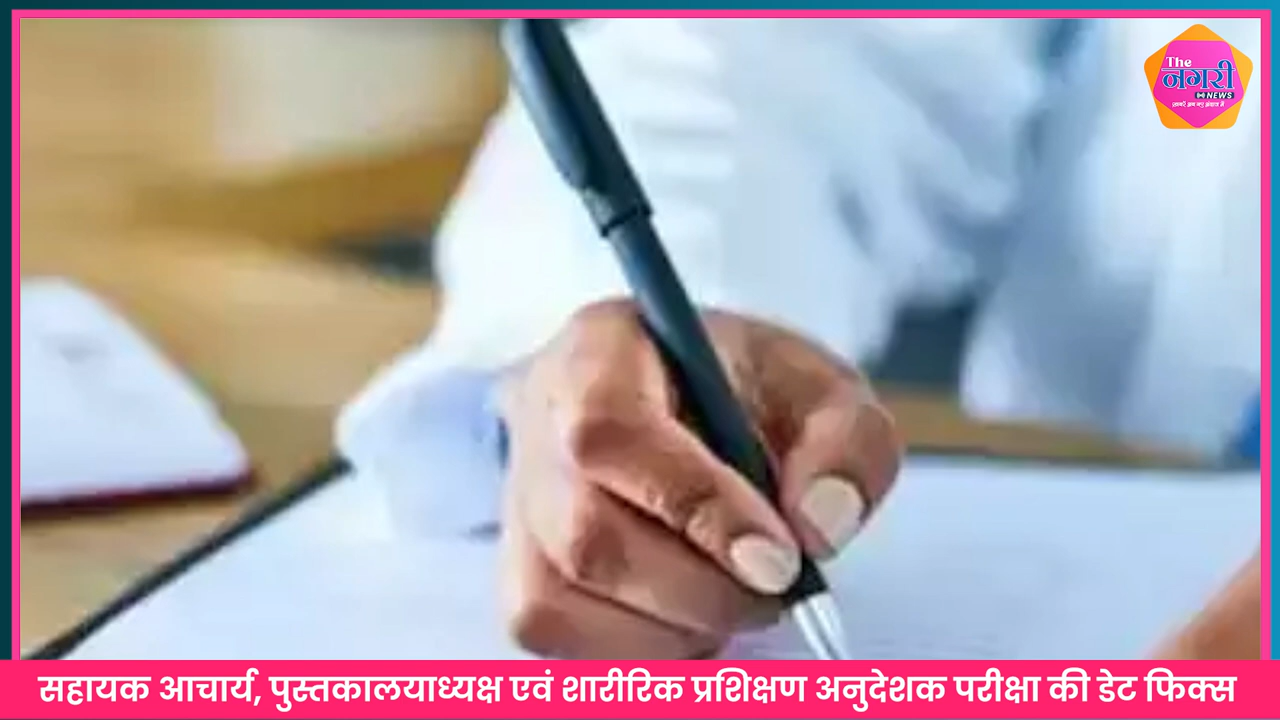 The
नगरी
NEWS
सहायक आचार्य, पुस्तकालयाध्यक्ष एवं शारीरिक प्रशिक्षण अनुदेशक परीक्षा की डेट फिक्स